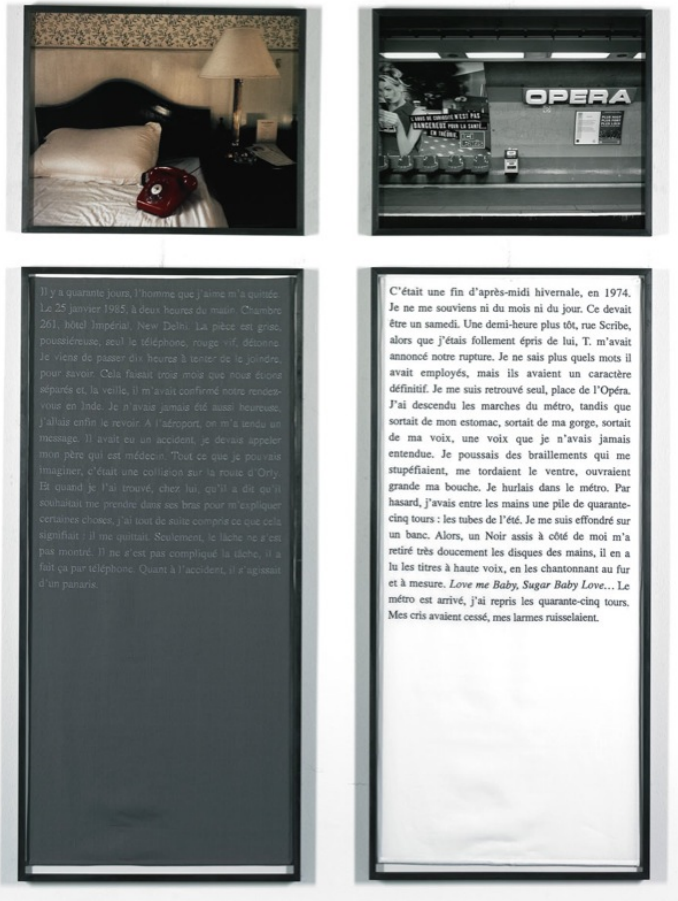 L'ABUS DE CURIOSITÉ N'EST PAS
DANGEREUX POUR LA SANTÉ...
EN THÉORIE.
OPERA
Il y a quarante jours, l'homme que j'aime m'a quittée.
Le 25 janvier 1985, à deux heures du matin. Chambre
261, hôtel Impérial. New Delhi. La pièce est grise,
poussiéreuse, seul le téléphone, rouge vif, détonne.
Je viens de passer dix heures à tenter de le joindre,
pour savoir. Cela faisait trois mois que nous étions
séparés et, la veille, il m'avait confirmé notre rendez-
vous en Inde. Je n'avais jamais été aussi heureuse,
j'allais enfin le revoir. A l'aéroport, on m'a tendu un
message. Il avait eu un accident, je devais appeler
mon père qui est médecin. Tout ce que je pouvais
imaginer, c'était une collision sur la route d'Orly.
Et quand je l'ai trouvé, chez lui, qu'il a dit qu'il
souhaitait me prendre dans ses bras pour m'expliquer
certaines choses, j'ai tout de suite compris ce que cela
signifiait : il me quittait. Seulement, le lâche ne s'est
pas montré. Il ne s'est pas compliqué la tâche, il a
fait ça par téléphone. Quant à l'accident, il s'agissait
d'un panaris.
C'était une fin d'après-midi hivernale, en 1974.
Je ne me souviens ni du mois ni du jour. Ce devait
être un samedi. Une demi-heure plus tôt, rue Scribe,
alors que j'étais follement épris de lui, T. m'avait
annoncé notre rupture. Je ne sais plus quels mots il
avait employés, mais ils avaient un caractère
définitif. Je me suis retrouvé seul, place de l'Opéra.
J'ai descendu les marches du métro, tandis que
sortait de mon estomac, sortait de ma gorge, sortait
de ma voix, une voix que je n'avais jamais
entendue. Je poussais des braillements qui me
stupéfiaient, me tordaient le ventre, ouvraient
grande ma bouche. Je hurlais dans le métro. Par
hasard, j'avais entre les mains une pile de quarante-
cinq tours : les tubes de l'été. Je me suis effondré sur
un banc. Alors, un Noir assis à côté de moi m'a
retiré très doucement les disques des mains, il en a
lu les titres à haute voix, en les chantonnant au fur
et à mesure. Love me Baby, Sugar Baby Love... Le
métro est arrivé, j'ai repris les quarante-cinq tours.
Mes cris avaient cessé, mes larmes ruisselaient.